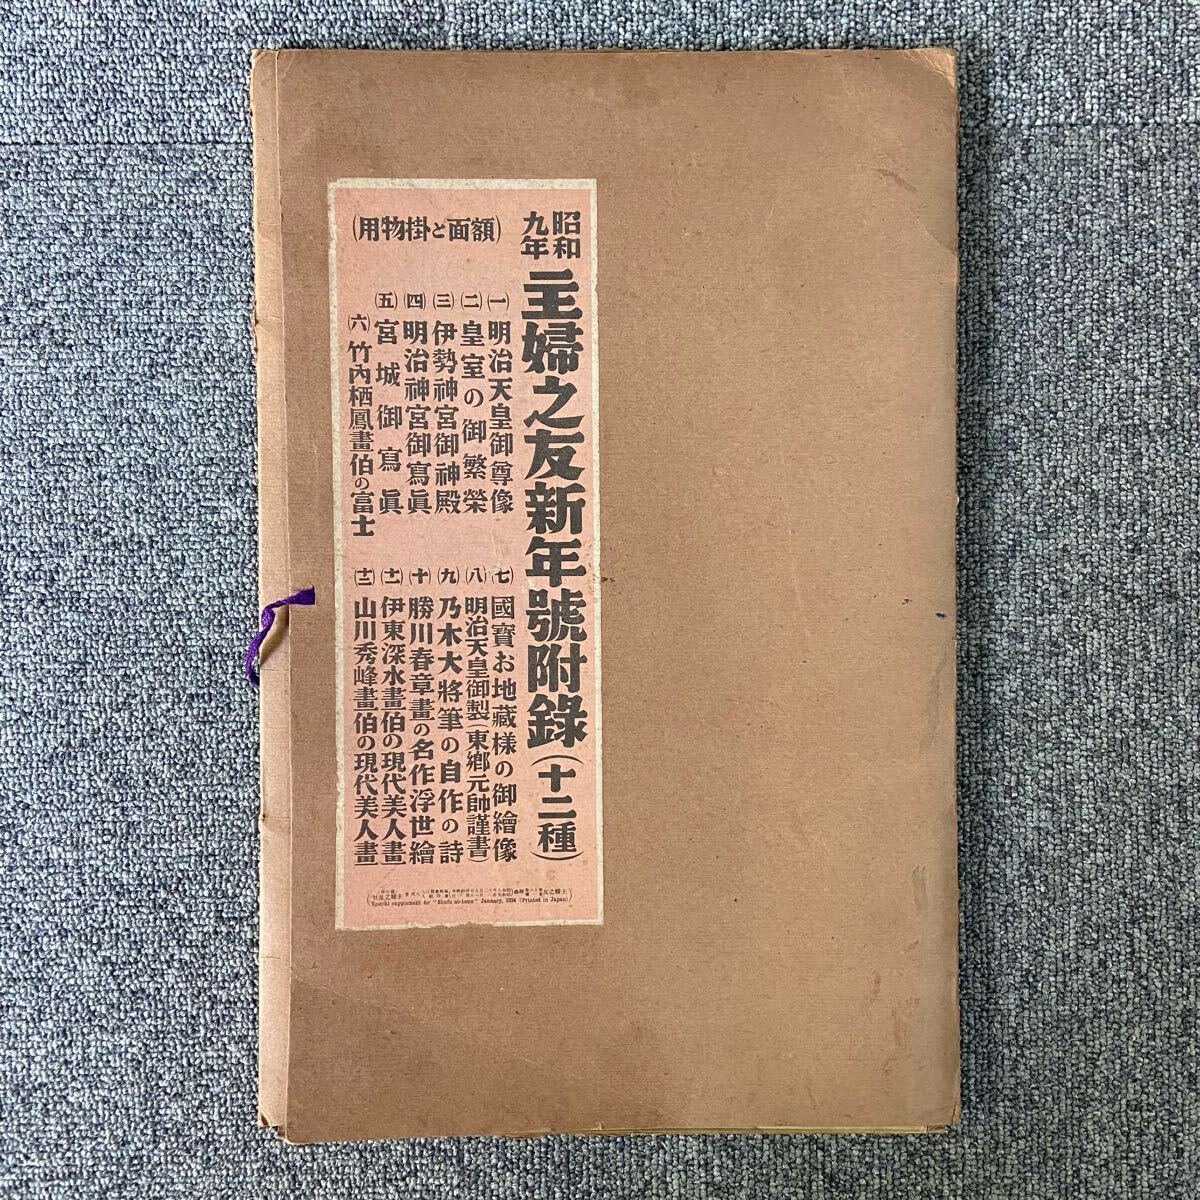 昭和九年
主婦之友新年號附錄（十二種）
（額面と掛物用）
㈠ 明治天皇御尊像
㈡ 皇室の御繁榮
㈢ 伊勢神宮御神殿
㈣ 明治神宮御寫眞
㈤ 宮城御寫眞
㈥ 竹內栖鳳畫伯の富士
㈦ 國寶お地藏樣の御繪像
㈧ 明治天皇御製（東鄕元帥謹書）
㈨ 乃木大將筆の自作の詩
㈩ 勝川春章畫の名作浮世繪
(十一) 伊東深水畫伯の現代美人畫
(十二) 山川秀峰畫伯の現代美人畫
Special supplement for "Shufu-no-tomo" January, 1934 (Printed in Japan)